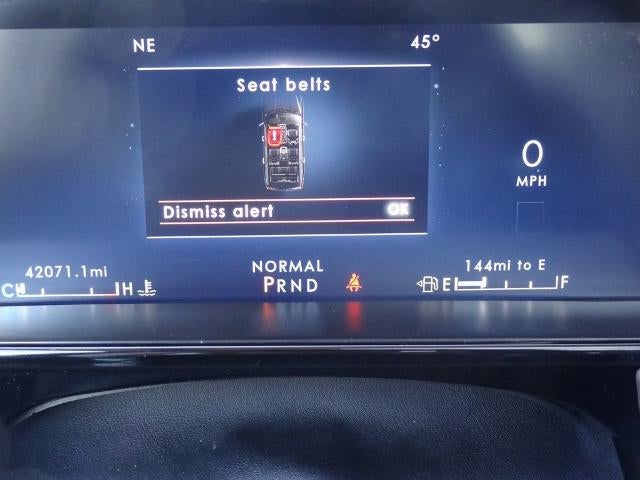 NE 45°
Seat belts
0
MPH
Dismiss alert OK
42071.1mi
NORMAL
144mi to E
C H
PRND
E F